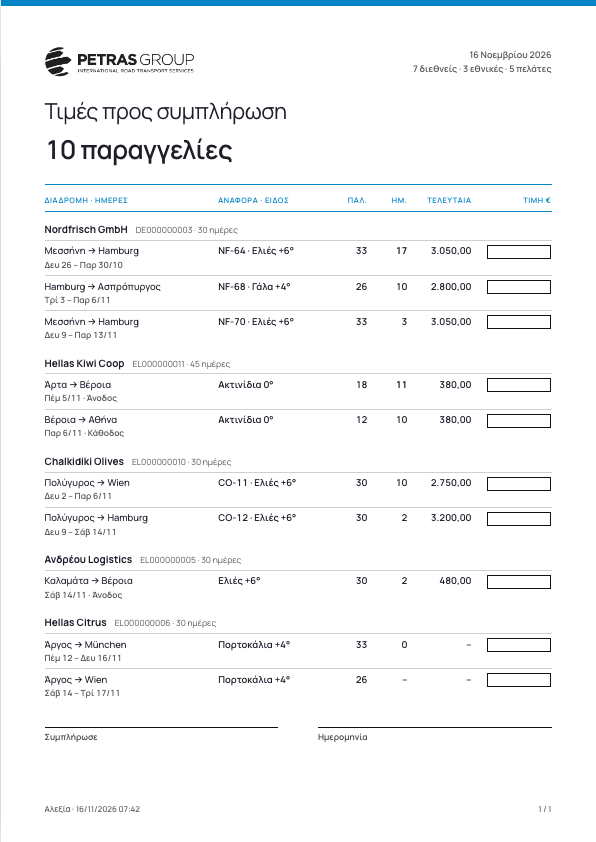 PETRAS GROUP
INTERNATIONAL ROAD TRANSPORT SERVICES
16 Νοεμβρίου 2026
7 διεθνείς · 3 εθνικές · 5 πελάτες
Τιμές προς συμπλήρωση
10 παραγγελίες
ΔΙΑΔΡΟΜΗ · ΗΜΕΡΕΣ ΑΝΑΦΟΡΑ · ΕΙΔΟΣ ΠΑΛ. ΗΜ. ΤΕΛΕΥΤΑΙΑ ΤΙΜΗ €
Nordfrisch GmbH DE000000003 · 30 ημέρες
Μεσσήνη → Hamburg NF-64 · Ελιές +6° 33 17 3.050,00
Δευ 26 – Παρ 30/10
Hamburg → Ασπρόπυργος NF-68 · Γάλα +4° 26 10 2.800,00
Τρί 3 – Παρ 6/11
Μεσσήνη → Hamburg NF-70 · Ελιές +6° 33 3 3.050,00
Δευ 9 – Παρ 13/11
Hellas Kiwi Coop EL000000011 · 45 ημέρες
Άρτα → Βέροια Ακτινίδια 0° 18 11 380,00
Πέμ 5/11 · Άνοδος
Βέροια → Αθήνα Ακτινίδια 0° 12 10 380,00
Παρ 6/11 · Κάθοδος
Chalkidiki Olives EL000000010 · 30 ημέρες
Πολύγυρος → Wien CO-11 · Ελιές +6° 30 10 2.750,00
Δευ 2 – Παρ 6/11
Πολύγυρος → Hamburg CO-12 · Ελιές +6° 30 2 3.200,00
Δευ 9 – Σάβ 14/11
Ανδρέου Logistics EL000000005 · 30 ημέρες
Καλαμάτα → Βέροια Ελιές +6° 30 2 480,00
Σάβ 14/11 · Άνοδος
Hellas Citrus EL000000006 · 30 ημέρες
Άργος → München Πορτοκάλια +4° 33 0 –
Πέμ 12 – Δευ 16/11
Άργος → Wien Πορτοκάλια +4° 26 – –
Σάβ 14 – Τρί 17/11
Συμπλήρωσε Ημερομηνία
Αλεξία · 16/11/2026 07:42 1 / 1